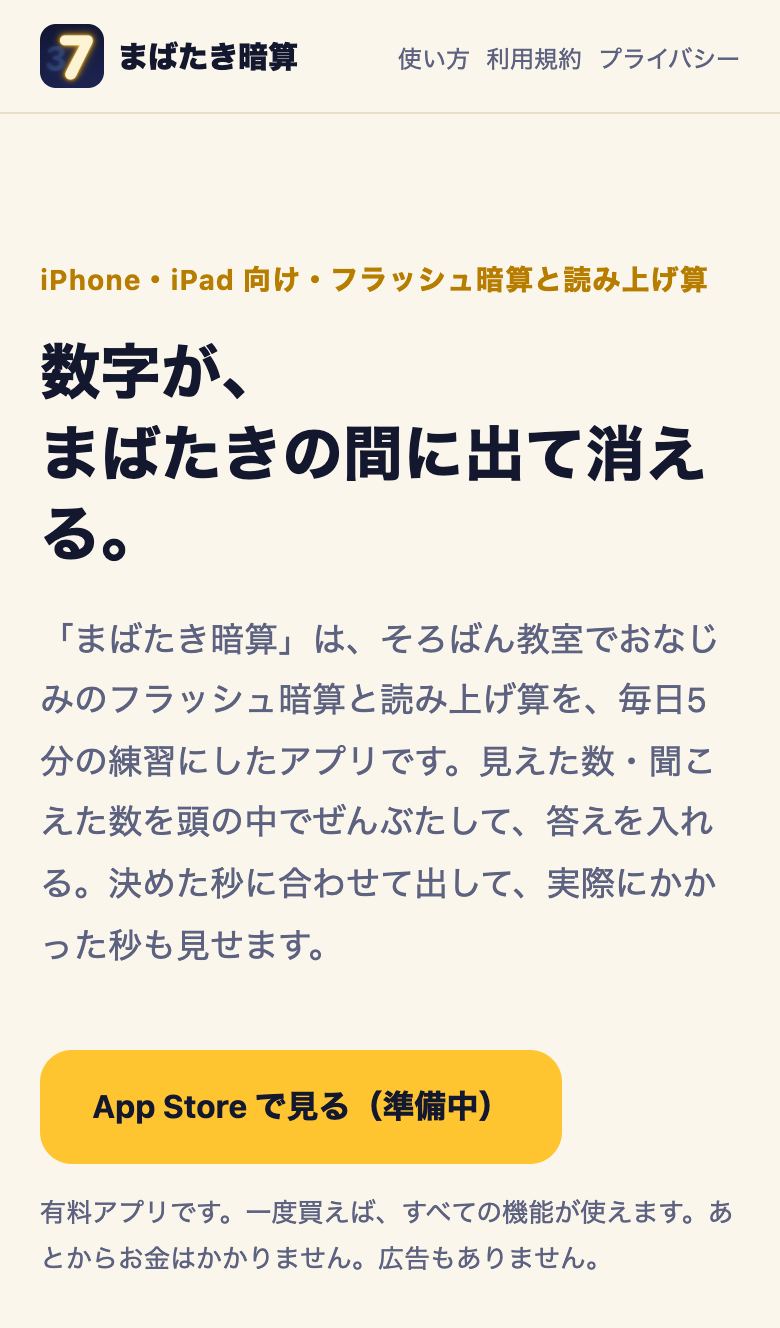 37 まばたき暗算 使い方 利用規約 プライバシー
iPhone・iPad 向け・フラッシュ暗算と読み上げ算
数字が、
まばたきの間に出て消え
る。
「まばたき暗算」は、そろばん教室でおなじ
みのフラッシュ暗算と読み上げ算を、毎日5
分の練習にしたアプリです。見えた数・聞こ
えた数を頭の中でぜんぶたして、答えを入れ
る。決めた秒に合わせて出して、実際にかか
った秒も見せます。
App Store で見る（準備中）
有料アプリです。一度買えば、すべての機能が使えます。あ
とからお金はかかりません。広告もありません。